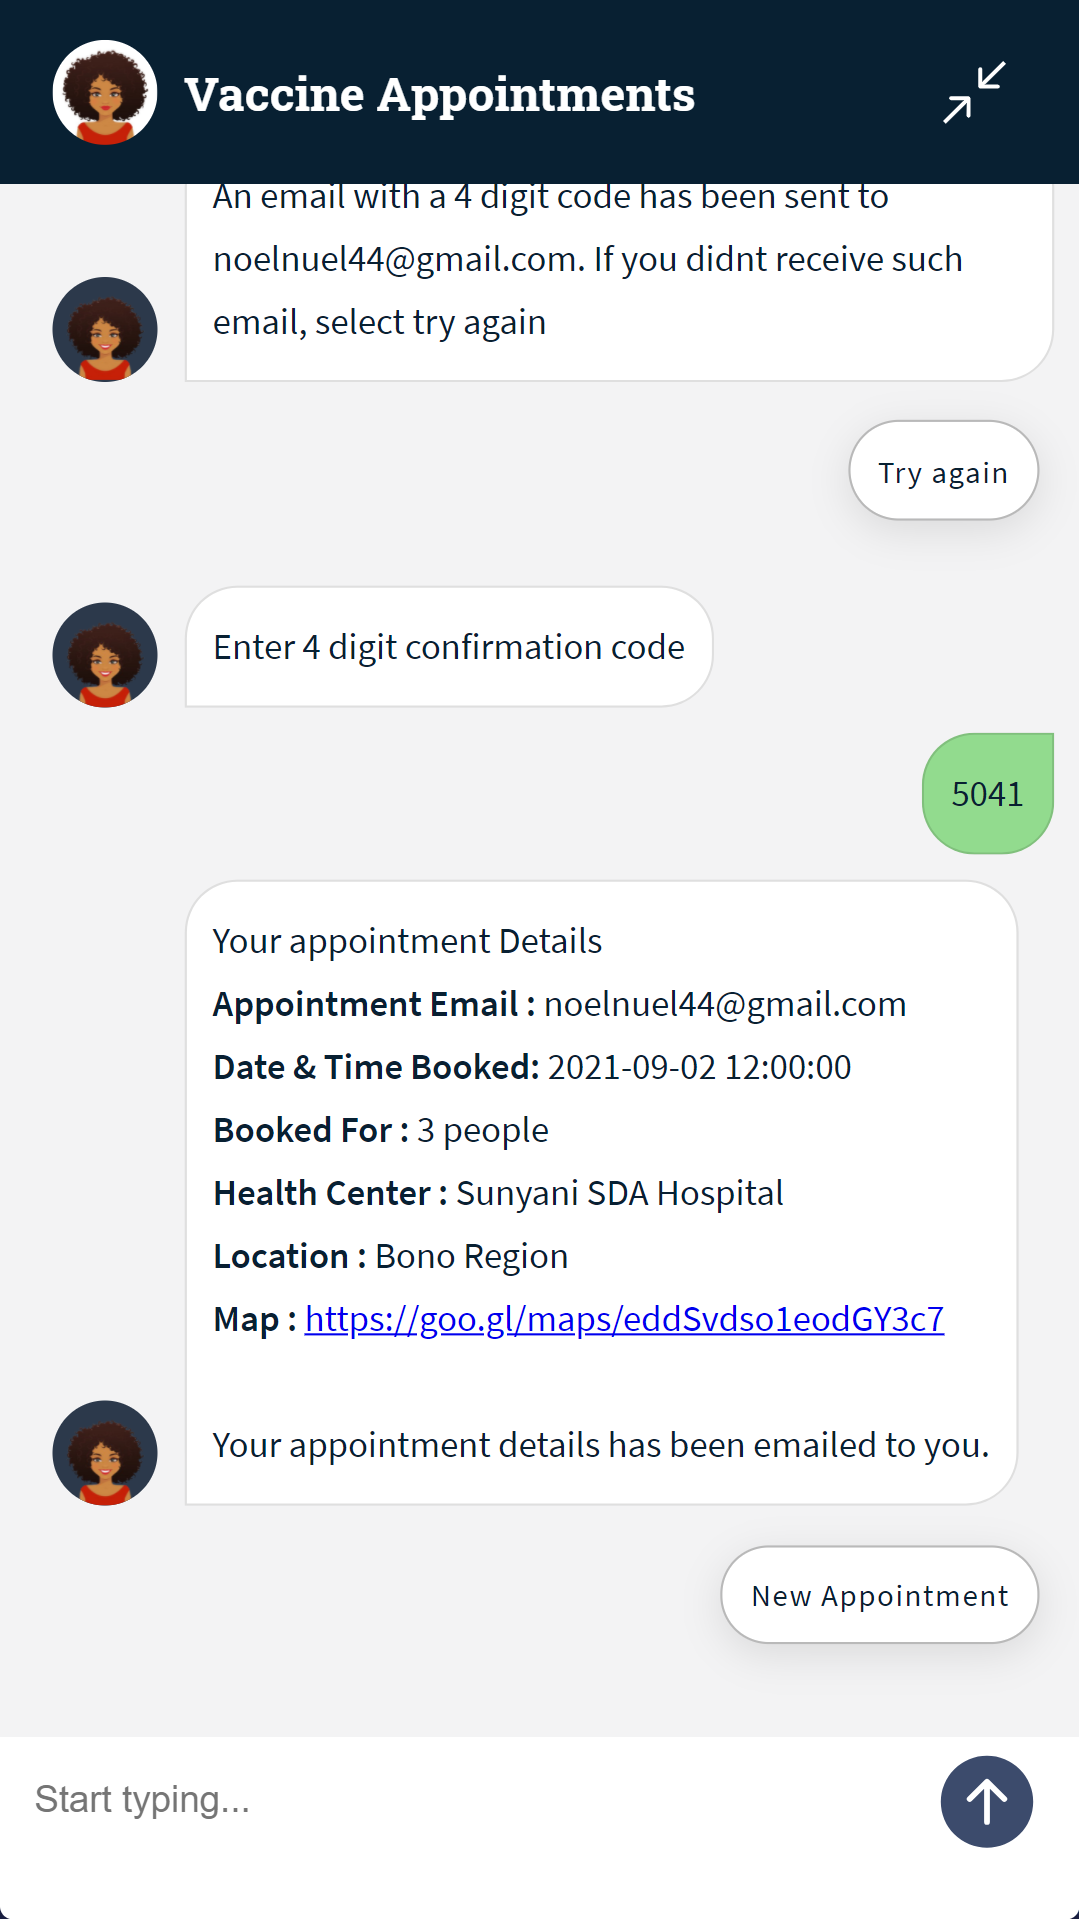 Vaccine Appointments
An email with a 4 digit code has been sent to
noelnuel44@gmail.com. If you didnt receive such
email, select try again
Try again
Enter 4 digit confirmation code
5041
Your appointment Details
Appointment Email : noelnuel44@gmail.com
Date & Time Booked: 2021-09-02 12:00:00
Booked For : 3 people
Health Center : Sunyani SDA Hospital
Location : Bono Region
Map : https://goo.gl/maps/eddSvdso1eodGY3c7
Your appointment details has been emailed to you.
New Appointment
Start typing...